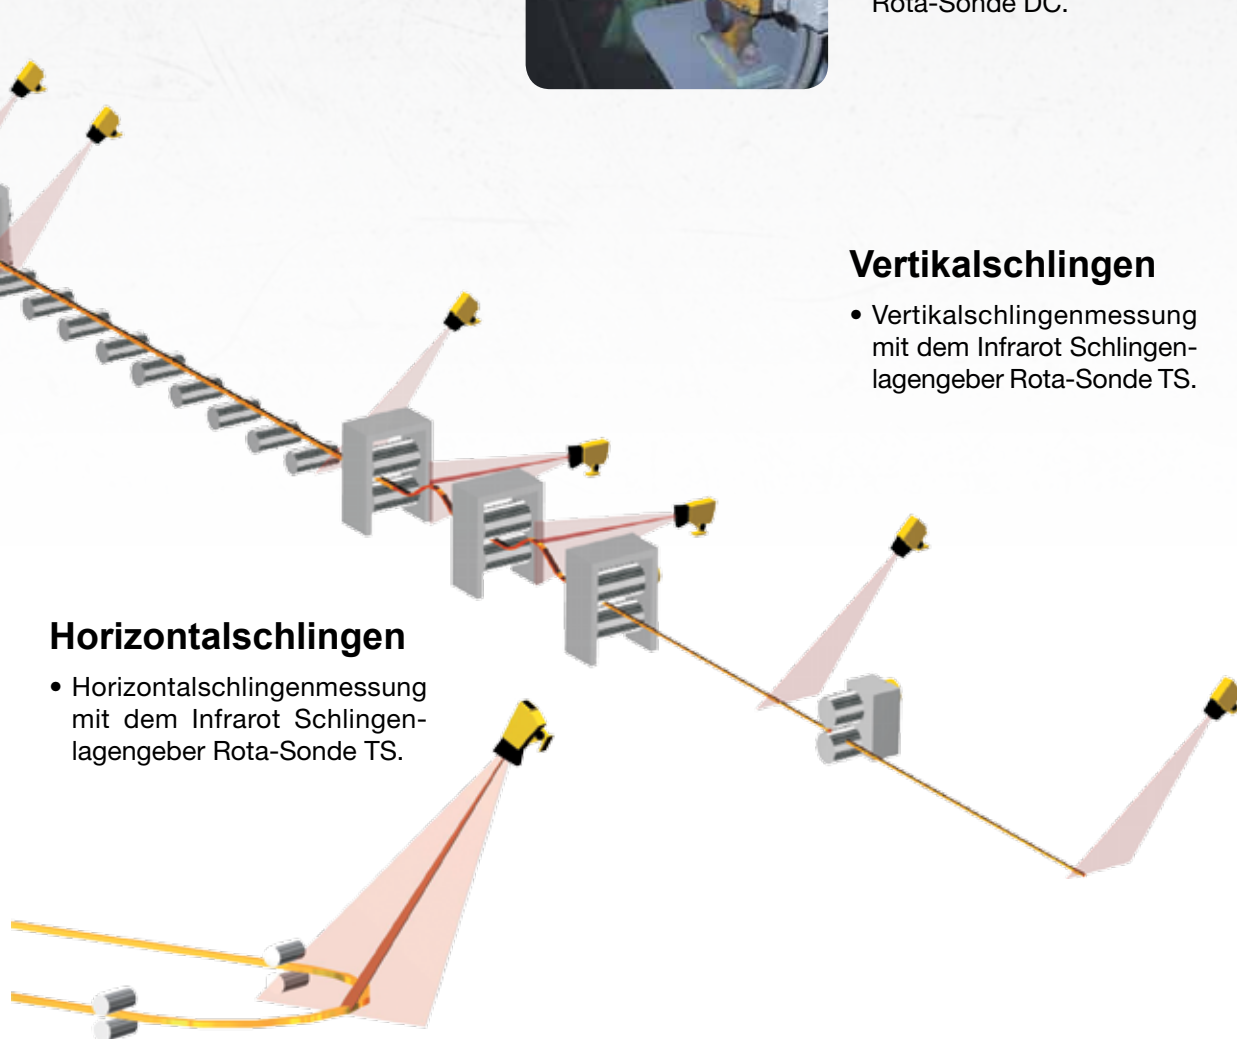 Rota-Sonde DC.
Vertikalschlingen
• Vertikalschlingenmessung
mit dem Infrarot Schlingen-
lagengeber Rota-Sonde TS.
Horizontalschlingen
• Horizontalschlingenmessung
mit dem Infrarot Schlingen-
lagengeber Rota-Sonde TS.